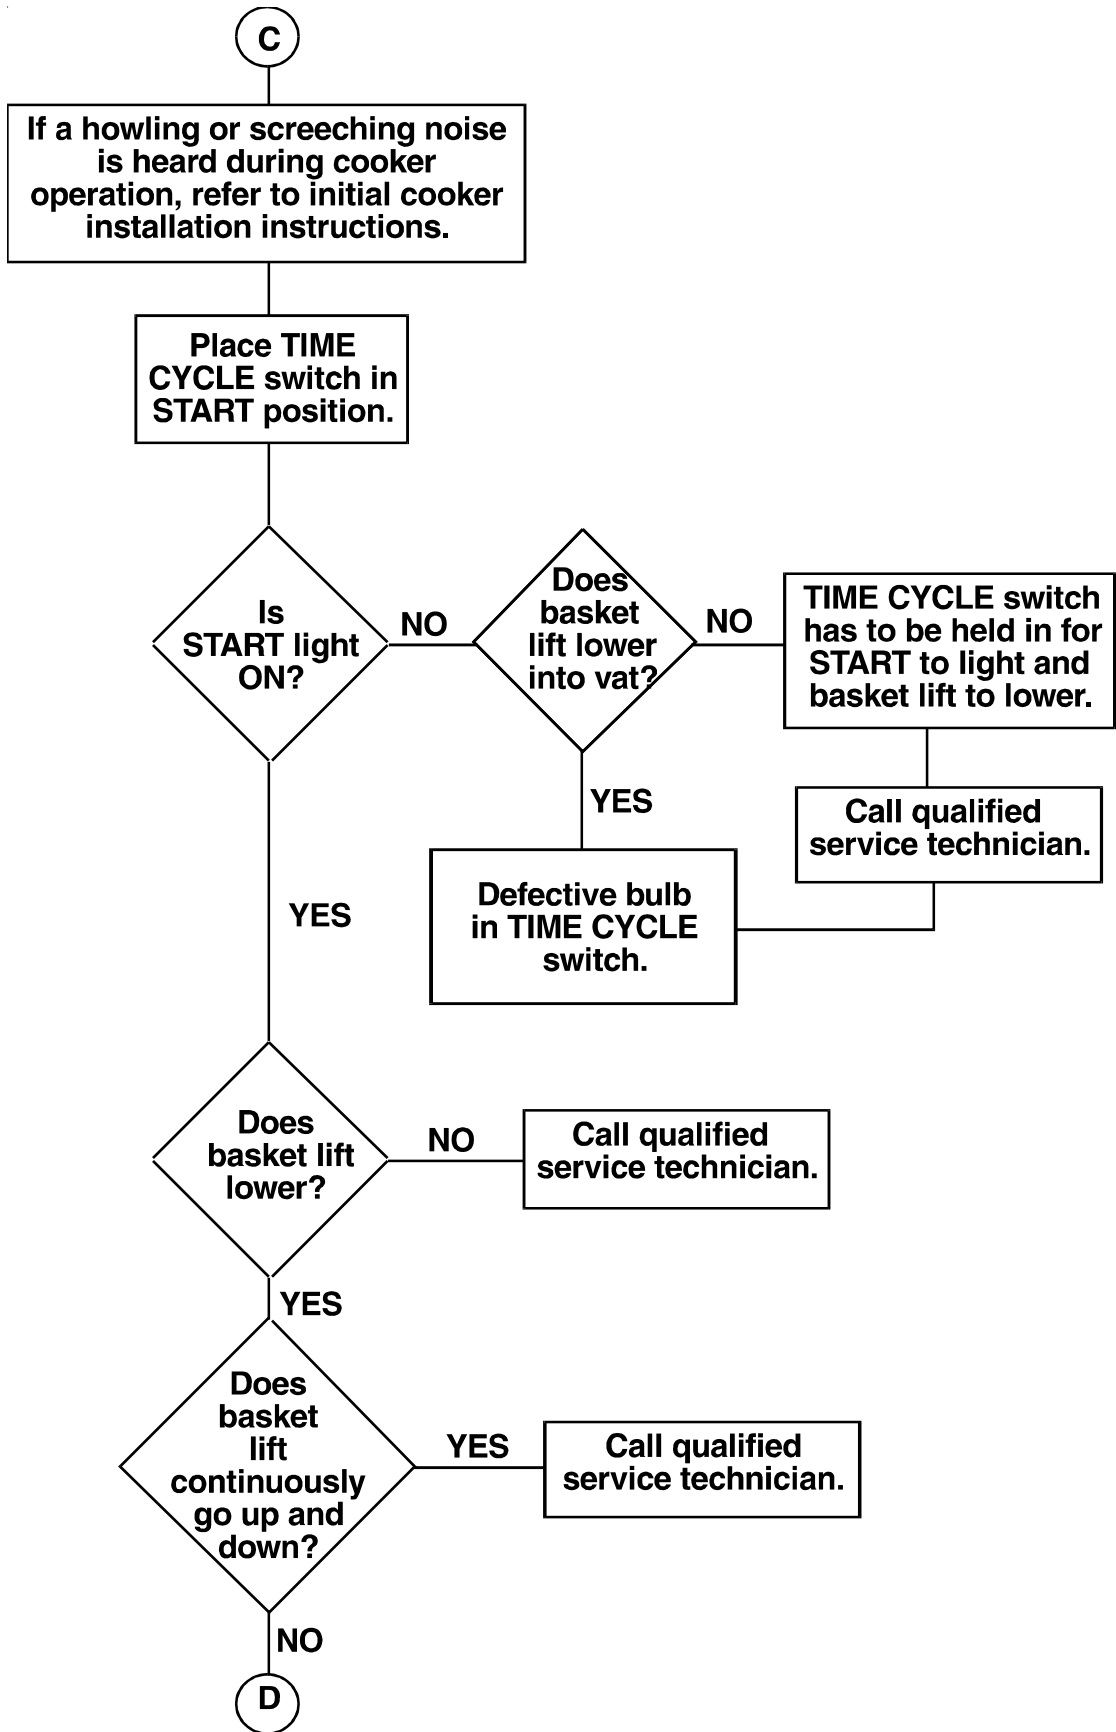 C
If a howling or screeching noise
is heard during cooker
operation, refer to initial cooker
installation instructions.
Place TIME
CYCLE switch in
START position.
Is
START light
ON?
NO
Does
basket
lift lower
into vat?
NO
TIME CYCLE switch
has to be held in for
START to light and
basket lift to lower.
YES
Call qualified
service technician.
Defective bulb
in TIME CYCLE
switch.
YES
Does
basket lift
lower?
NO
Call qualified
service technician.
YES
Does
basket
lift
continuously
go up and
down?
YES
Call qualified
service technician.
NO
D